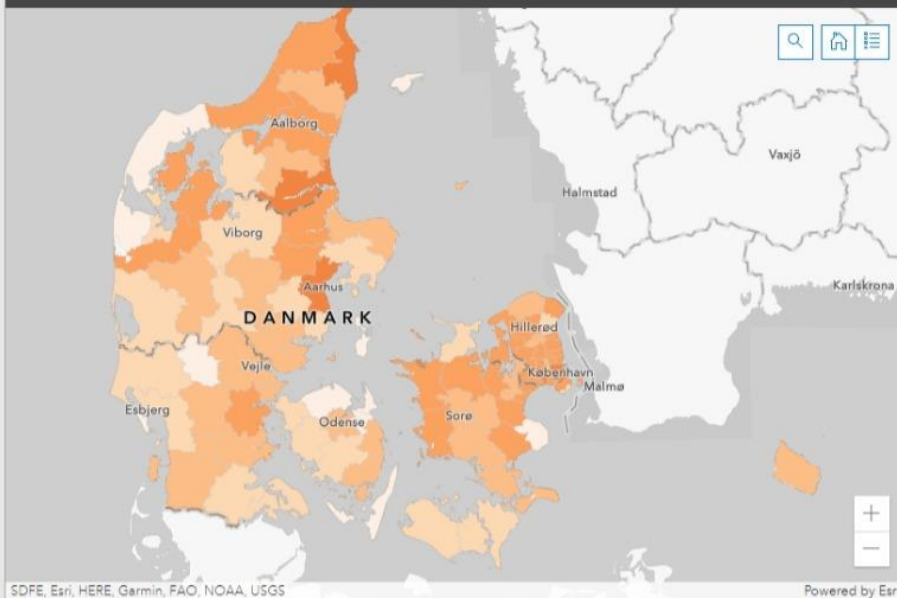 Aalborg
Vaxjö
Halmstad
Viborg
Aarhus
Karlskrona
DANMARK
Hillerød
Vejle
København
Malmø
Esbjerg
Odense
Sorø
+
−
SDFE, Esri, HERE, Garmin, FAO, NOAA, USGS
Powered by Esr